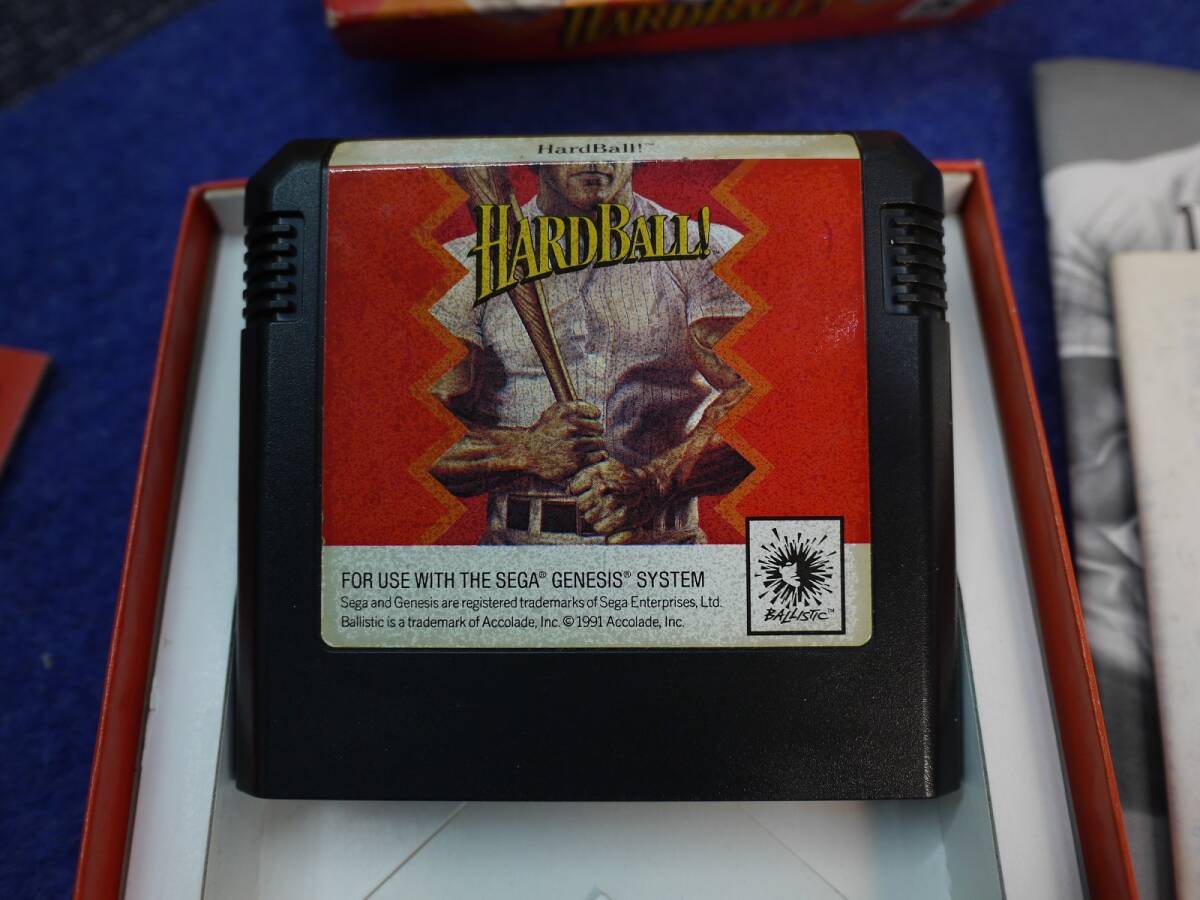 HARDBALL!
HardBall!™
HARDBALL!
FOR USE WITH THE SEGA® GENESIS® SYSTEM
Sega and Genesis are registered trademarks of Sega Enterprises, Ltd.
Ballistic is a trademark of Accolade, Inc. © 1991 Accolade, Inc.
BALLISTIC™